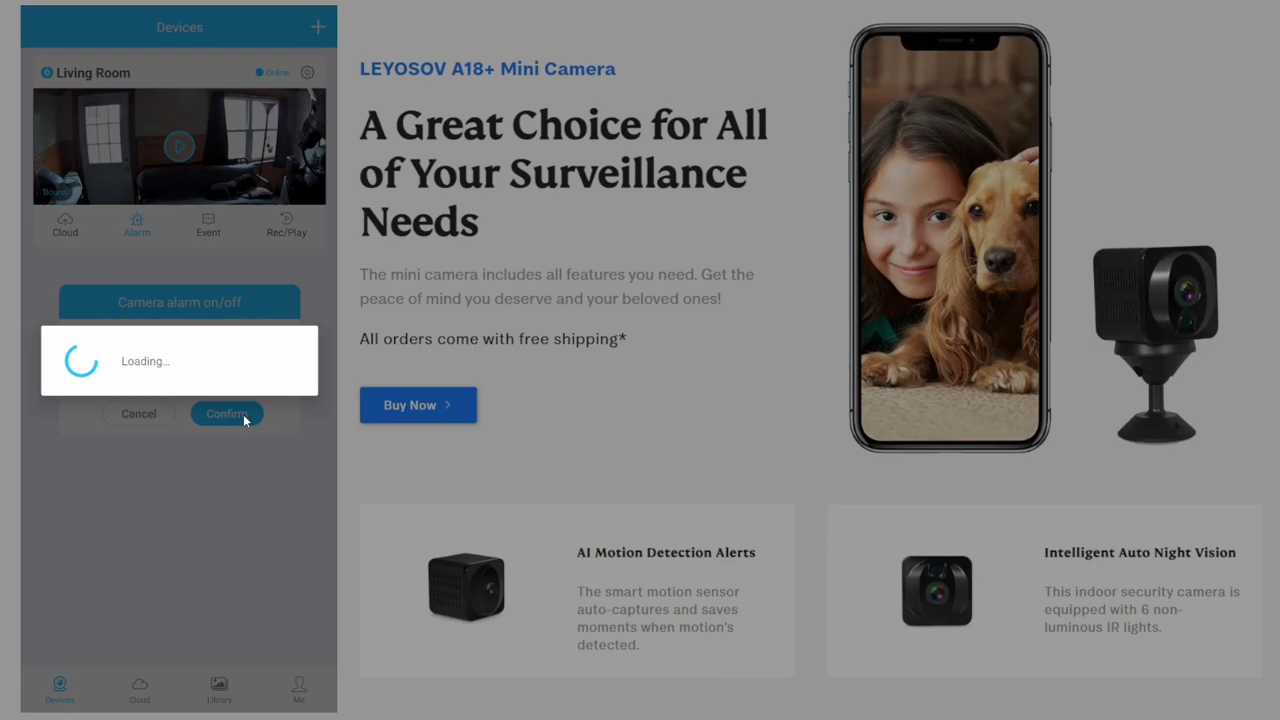 Devices
Living Room
Online
Bound
Cloud
Alarm
Event
Rec/Play
Camera alarm on/off
Loading...
Cancel
Confirm
Devices
Cloud
Library
Me
LEYOSOV A18+ Mini Camera
A Great Choice for All
of Your Surveillance
Needs
The mini camera includes all features you need. Get the
peace of mind you deserve and your beloved ones!
All orders come with free shipping*
Buy Now
AI Motion Detection Alerts
The smart motion sensor
auto-captures and saves
moments when motion's
detected.
Intelligent Auto Night Vision
This indoor security camera is
equipped with 6 non-
luminous IR lights.